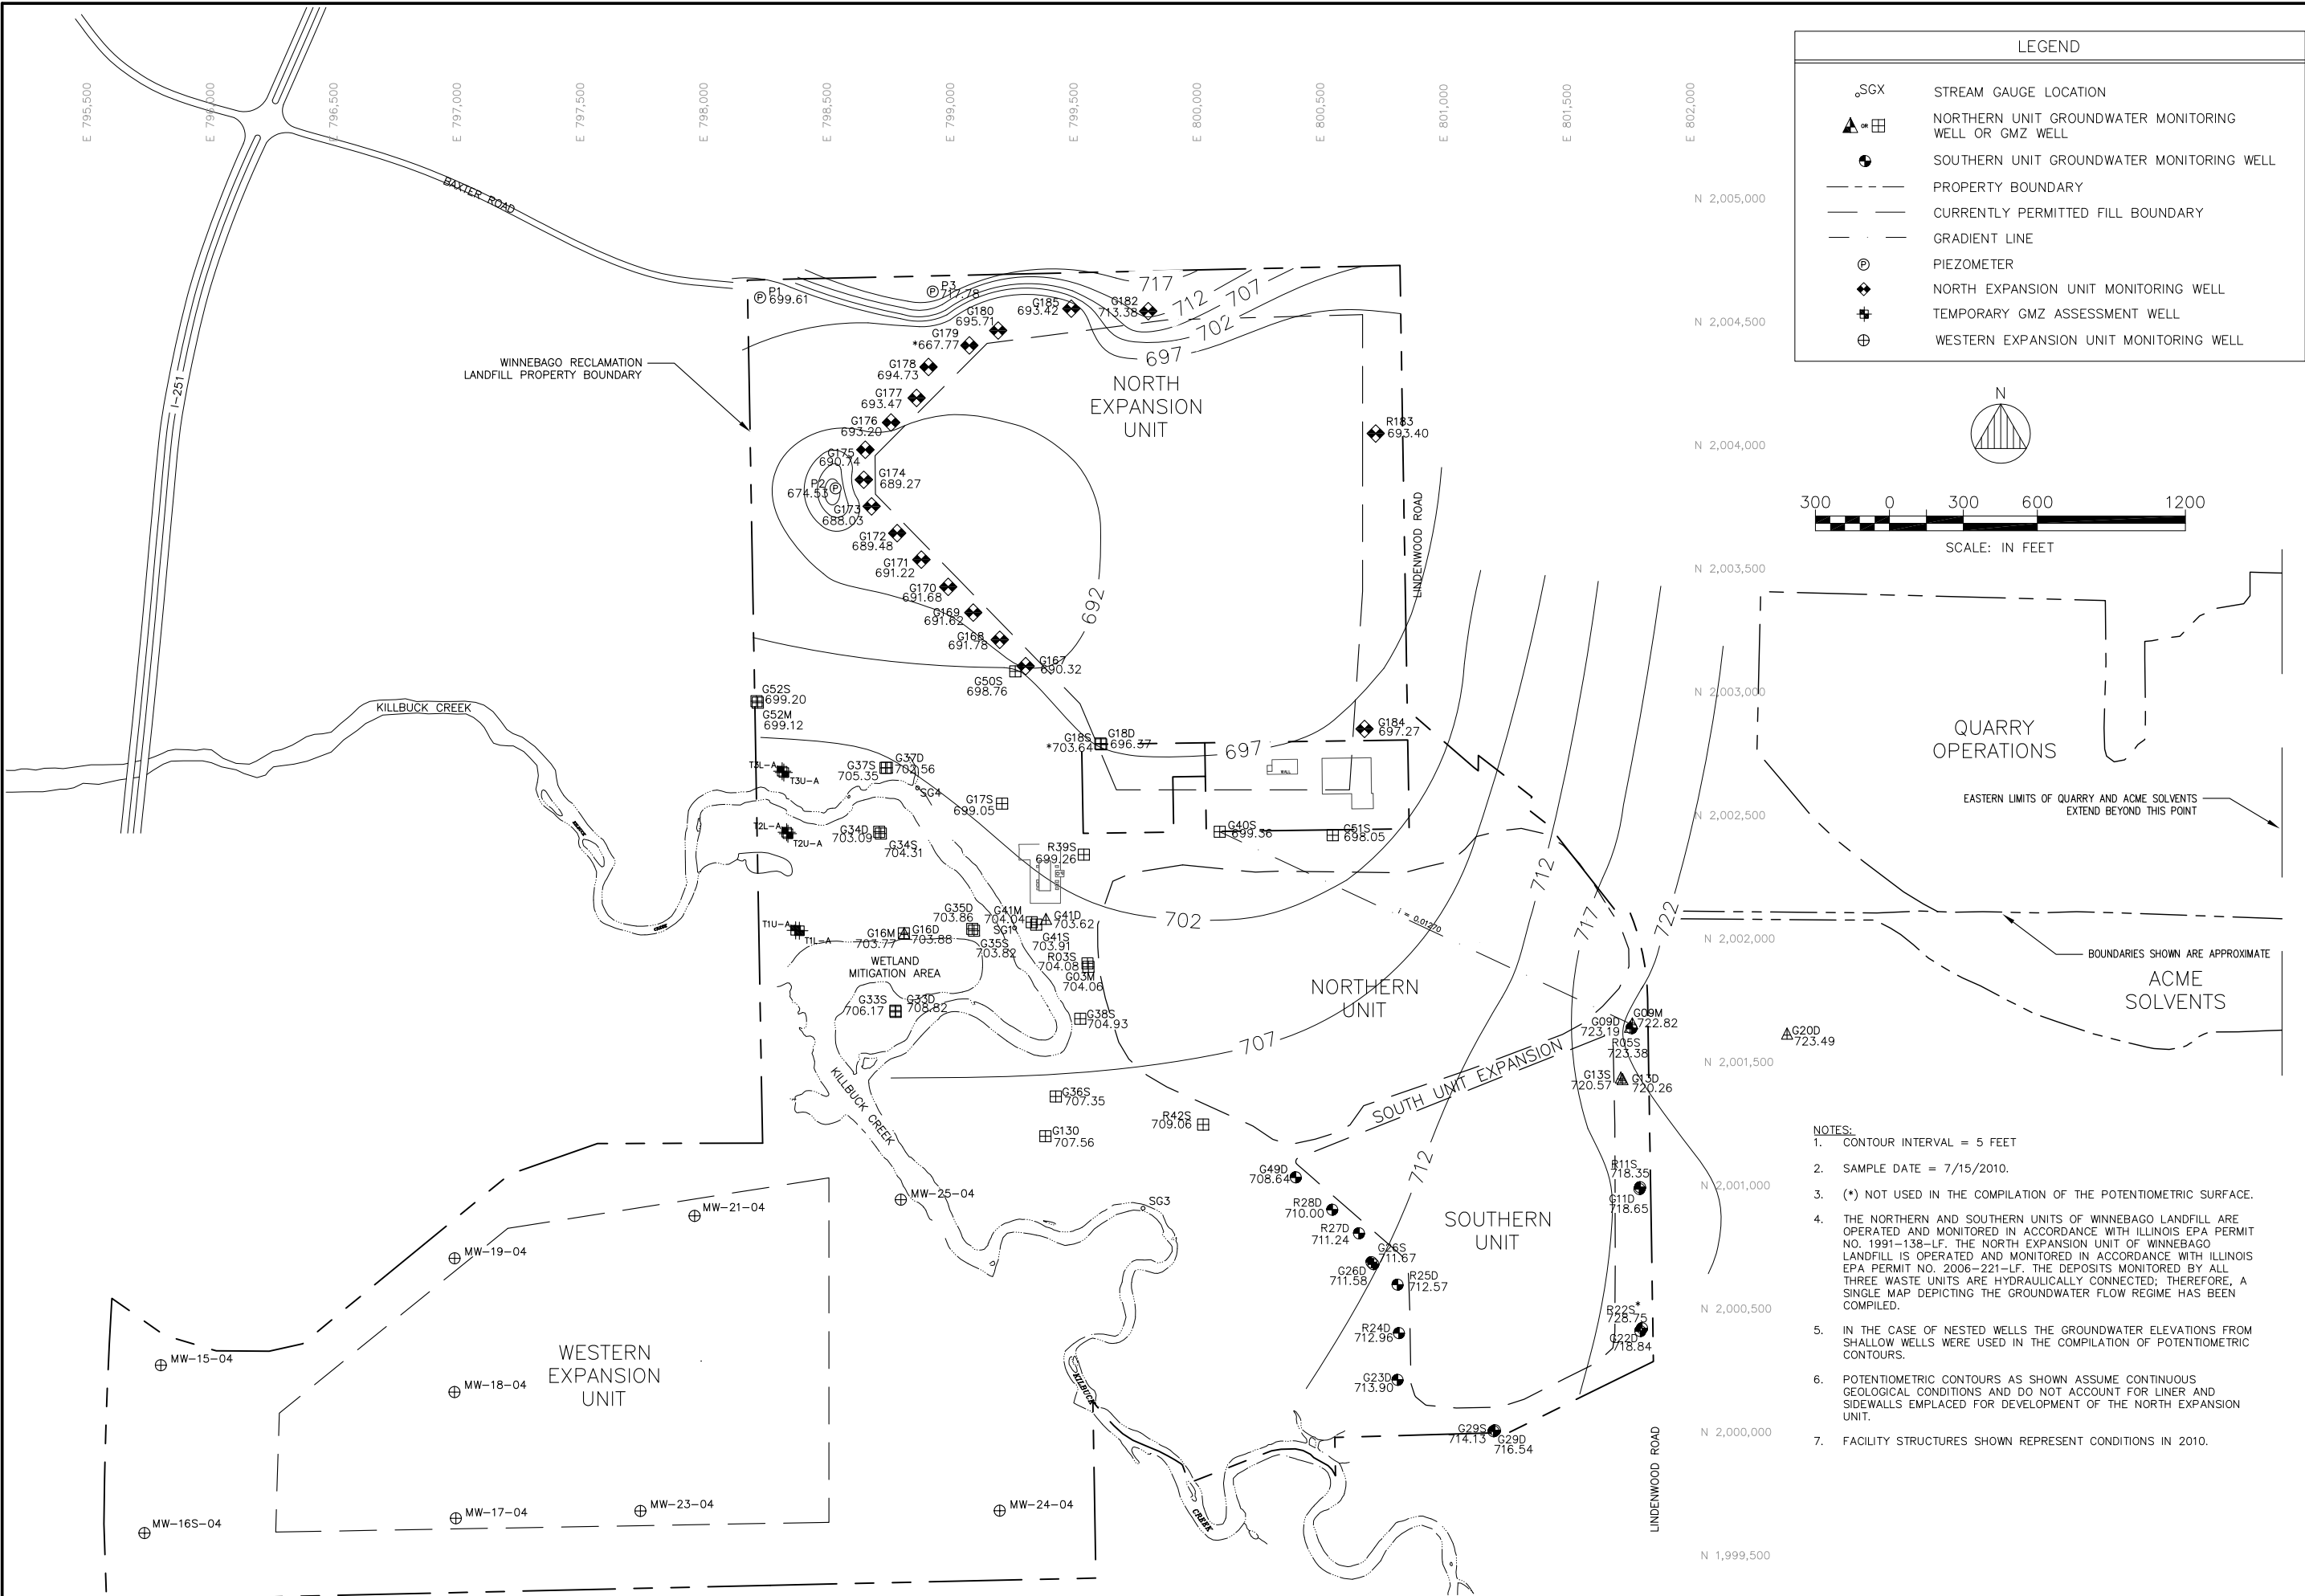 LEGEND
SGX STREAM GAUGE LOCATION
OR NORTHERN UNIT GROUNDWATER MONITORING
WELL OR GMZ WELL
SOUTHERN UNIT GROUNDWATER MONITORING WELL
PROPERTY BOUNDARY
CURRENTLY PERMITTED FILL BOUNDARY
GRADIENT LINE
P PIEZOMETER
NORTH EXPANSION UNIT MONITORING WELL
TEMPORARY GMZ ASSESSMENT WELL
WESTERN EXPANSION UNIT MONITORING WELL
N
300 0 300 600 1200
SCALE: IN FEET
E 795,500
E 796,000
E 796,500
E 797,000
E 797,500
E 798,000
E 798,500
E 799,000
E 799,500
E 800,000
E 800,500
E 801,000
E 801,500
E 802,000
N 2,005,000
N 2,004,500
N 2,004,000
N 2,003,500
N 2,003,000
N 2,002,500
N 2,002,000
N 2,001,500
N 2,001,000
N 2,000,500
N 2,000,000
N 1,999,500
BAXTER ROAD
I-251
WINNEBAGO RECLAMATION
LANDFILL PROPERTY BOUNDARY
P1
699.61
P3
717.78
G185
693.42
G182
713.38
G180
695.71
G179
*667.77
G178
694.73
G177
693.47
G176
693.20
G175
690.74
G174
689.27
P2
674.53
G173
688.03
G172
689.48
G171
691.22
G170
691.68
G169
691.62
G168
691.78
G167
690.32
G50S
698.76
717
712
707
702
697
NORTH
EXPANSION
UNIT
R183
693.40
LINDENWOOD ROAD
692
G184
697.27
697
G18S
*703.64
G18D
696.37
G52S
699.20
G52M
699.12
KILLBUCK CREEK
T3L-A
T3U-A
G37S
705.35
G37D
702.56
SG4
G17S
699.05
T2L-A
T2U-A
G34D
703.09
G34S
704.31
G40S
699.36
G51S
698.05
R39S
699.26
T1U-A
T1L-A
G16M
703.77
G16D
703.88
G35D
703.86
G35S
703.82
G41M
704.04
SG1
G41D
703.62
G41S
703.91
R03S
704.08
G03M
704.06
WETLAND
MITIGATION AREA
G33S
706.17
G33D
708.82
G38S
704.93
702
707
712
717
722
i = 0.01270
NORTHERN
UNIT
QUARRY
OPERATIONS
EASTERN LIMITS OF QUARRY AND ACME SOLVENTS
EXTEND BEYOND THIS POINT
BOUNDARIES SHOWN ARE APPROXIMATE
ACME
SOLVENTS
G09D
723.19
G09M
722.82
R05S
723.38
G20D
723.49
G13S
720.57
G13D
720.26
SOUTH UNIT EXPANSION
KILLBUCK CREEK
G36S
707.35
G130
707.56
R42S
709.06
G49D
708.64
R28D
710.00
R27D
711.24
G26S
711.67
G26D
711.58
R25D
712.57
R24D
712.96
G23D
713.90
G29S
714.13
G29D
716.54
712
SOUTHERN
UNIT
R11S
718.35
G11D
718.65
R22S*
728.75
G22D
718.84
LINDENWOOD ROAD
SG3
MW-25-04
MW-21-04
MW-19-04
MW-15-04
MW-18-04
WESTERN
EXPANSION
UNIT
MW-17-04
MW-23-04
MW-24-04
MW-16S-04
KILBUCK
CREEK
NOTES:
1. CONTOUR INTERVAL = 5 FEET
2. SAMPLE DATE = 7/15/2010.
3. (*) NOT USED IN THE COMPILATION OF THE POTENTIOMETRIC SURFACE.
4. THE NORTHERN AND SOUTHERN UNITS OF WINNEBAGO LANDFILL ARE
OPERATED AND MONITORED IN ACCORDANCE WITH ILLINOIS EPA PERMIT
NO. 1991-138-LF. THE NORTH EXPANSION UNIT OF WINNEBAGO
LANDFILL IS OPERATED AND MONITORED IN ACCORDANCE WITH ILLINOIS
EPA PERMIT NO. 2006-221-LF. THE DEPOSITS MONITORED BY ALL
THREE WASTE UNITS ARE HYDRAULICALLY CONNECTED; THEREFORE, A
SINGLE MAP DEPICTING THE GROUNDWATER FLOW REGIME HAS BEEN
COMPILED.
5. IN THE CASE OF NESTED WELLS THE GROUNDWATER ELEVATIONS FROM
SHALLOW WELLS WERE USED IN THE COMPILATION OF POTENTIOMETRIC
CONTOURS.
6. POTENTIOMETRIC CONTOURS AS SHOWN ASSUME CONTINUOUS
GEOLOGICAL CONDITIONS AND DO NOT ACCOUNT FOR LINER AND
SIDEWALLS EMPLACED FOR DEVELOPMENT OF THE NORTH EXPANSION
UNIT.
7. FACILITY STRUCTURES SHOWN REPRESENT CONDITIONS IN 2010.